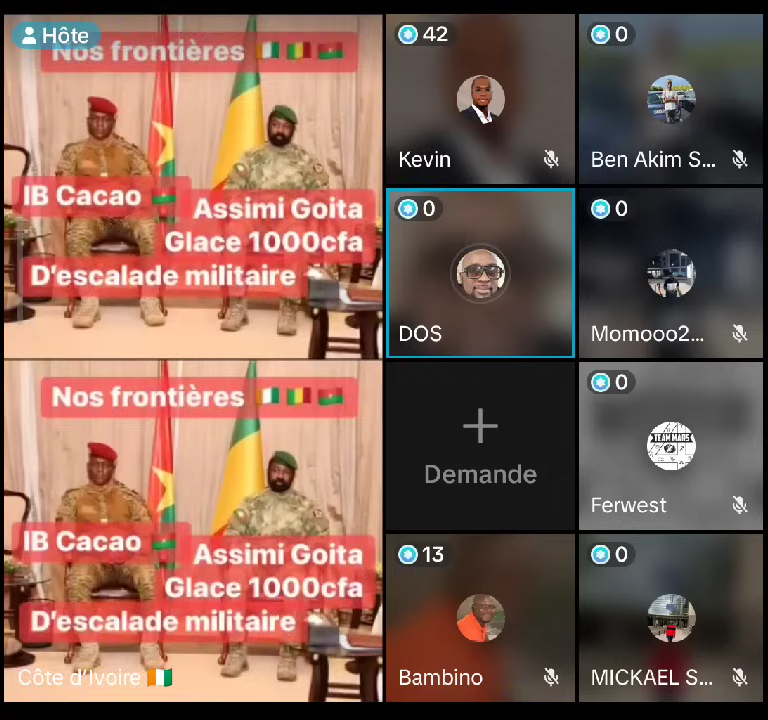 Hôte
Nos frontières
IB Cacao
Assimi Goita
Glace 1000cfa
D'escalade militaire
Nos frontières
IB Cacao
Assimi Goita
Glace 1000cfa
D'escalade militaire
Côte d'Ivoire
42
Kevin
0
Ben Akim S...
0
DOS
0
Momooo2...
Demande
0
TEAM MARS
Ferwest
13
Bambino
0
MICKAEL S...